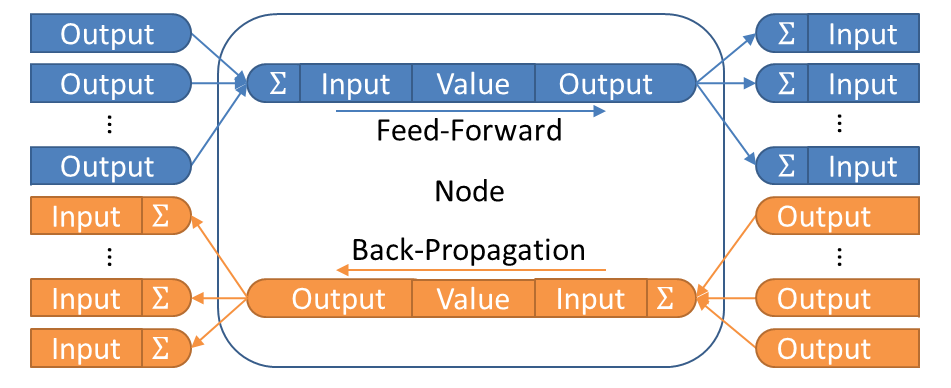 Output
Σ Input
Output
Σ Input Value Output
Σ Input
⋮
Feed-Forward
⋮
Output
Σ Input
Node
Input Σ
Output
⋮
Back-Propagation
⋮
Input Σ
Output Value Input Σ
Output
Input Σ
Output